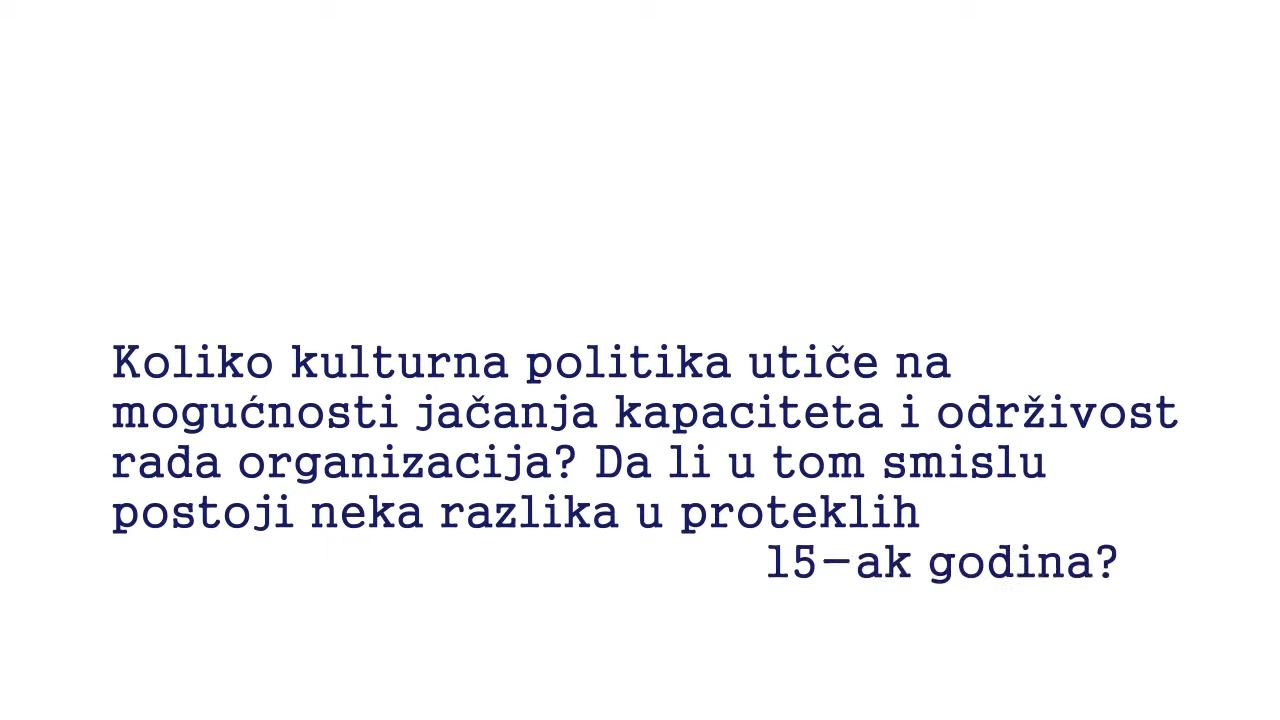 Koliko kulturna politika utiče na
mogućnosti jačanja kapaciteta i održivost
rada organizacija? Da li u tom smislu
postoji neka razlika u proteklih
15-ak godina?